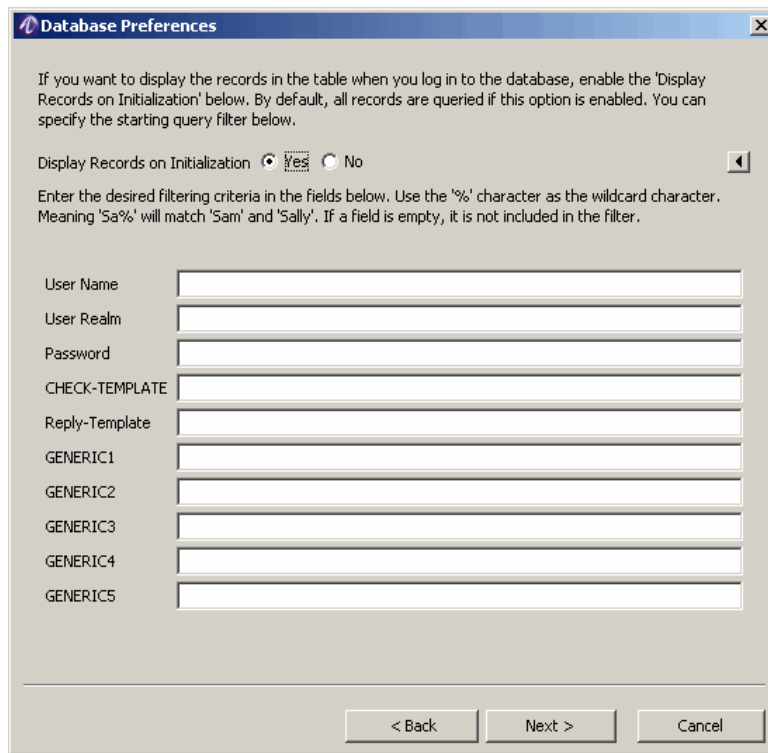 Database Preferences
If you want to display the records in the table when you log in to the database, enable the 'Display
Records on Initialization' below. By default, all records are queried if this option is enabled. You can
specify the starting query filter below.
Display Records on Initialization Yes No
Enter the desired filtering criteria in the fields below. Use the '%' character as the wildcard character.
Meaning 'Sa%' will match 'Sam' and 'Sally'. If a field is empty, it is not included in the filter.
User Name
User Realm
Password
CHECK-TEMPLATE
Reply-Template
GENERIC1
GENERIC2
GENERIC3
GENERIC4
GENERIC5
< Back Next > Cancel